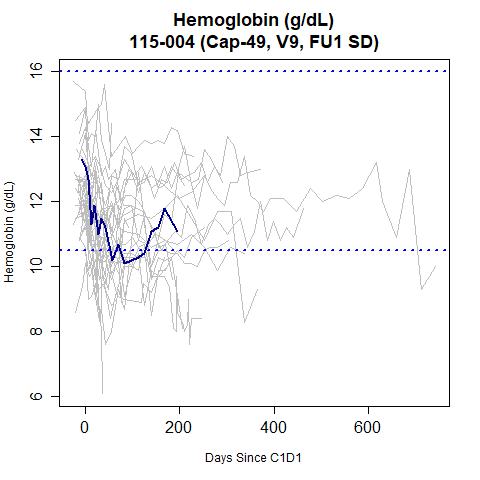 Hemoglobin (g/dL)
115-004 (Cap-49, V9, FU1 SD)
Hemoglobin (g/dL)
16
14
12
10
8
6
0
200
400
600
Days Since C1D1